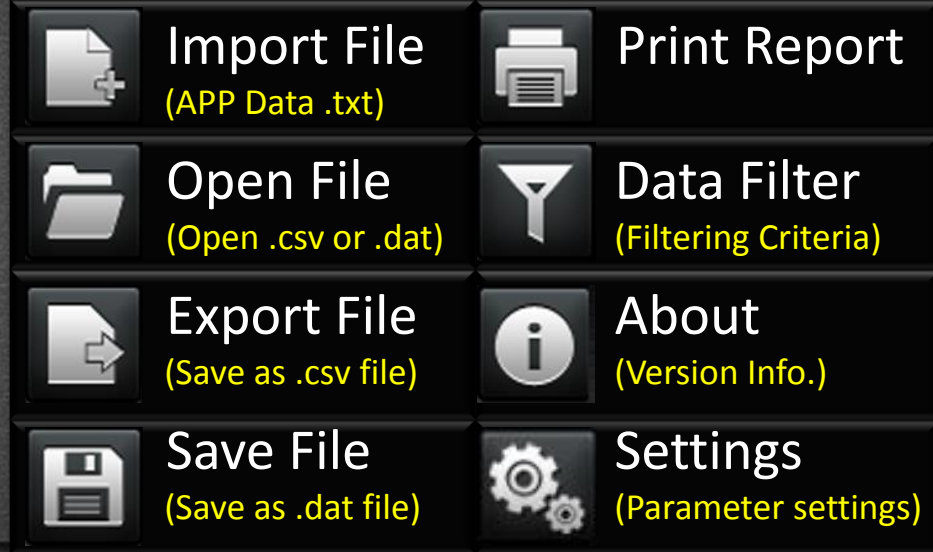 Import File
(APP Data .txt)
Print Report
Open File
(Open .csv or .dat)
Data Filter
(Filtering Criteria)
Export File
(Save as .csv file)
About
(Version Info.)
Save File
(Save as .dat file)
Settings
(Parameter settings)